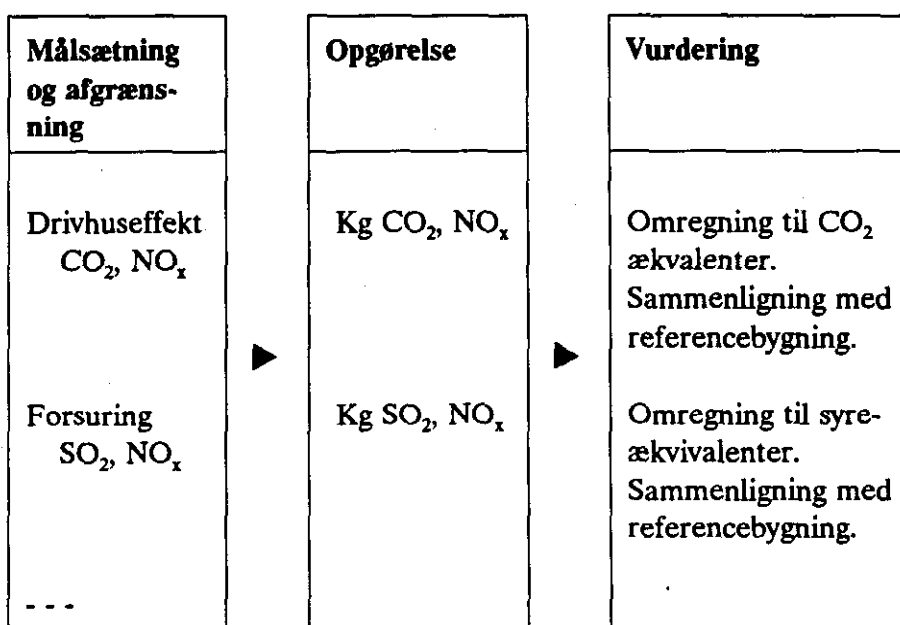 Målsætning
og afgræns-
ning
Drivhuseffekt
CO₂, NOₓ
Forsuring
SO₂, NOₓ
- - -
Opgørelse
Kg CO₂, NOₓ
Kg SO₂, NOₓ
Vurdering
Omregning til CO₂
ækvalenter.
Sammenligning med
referencebygning.
Omregning til syre-
ækvivalenter.
Sammenligning med
referencebygning.